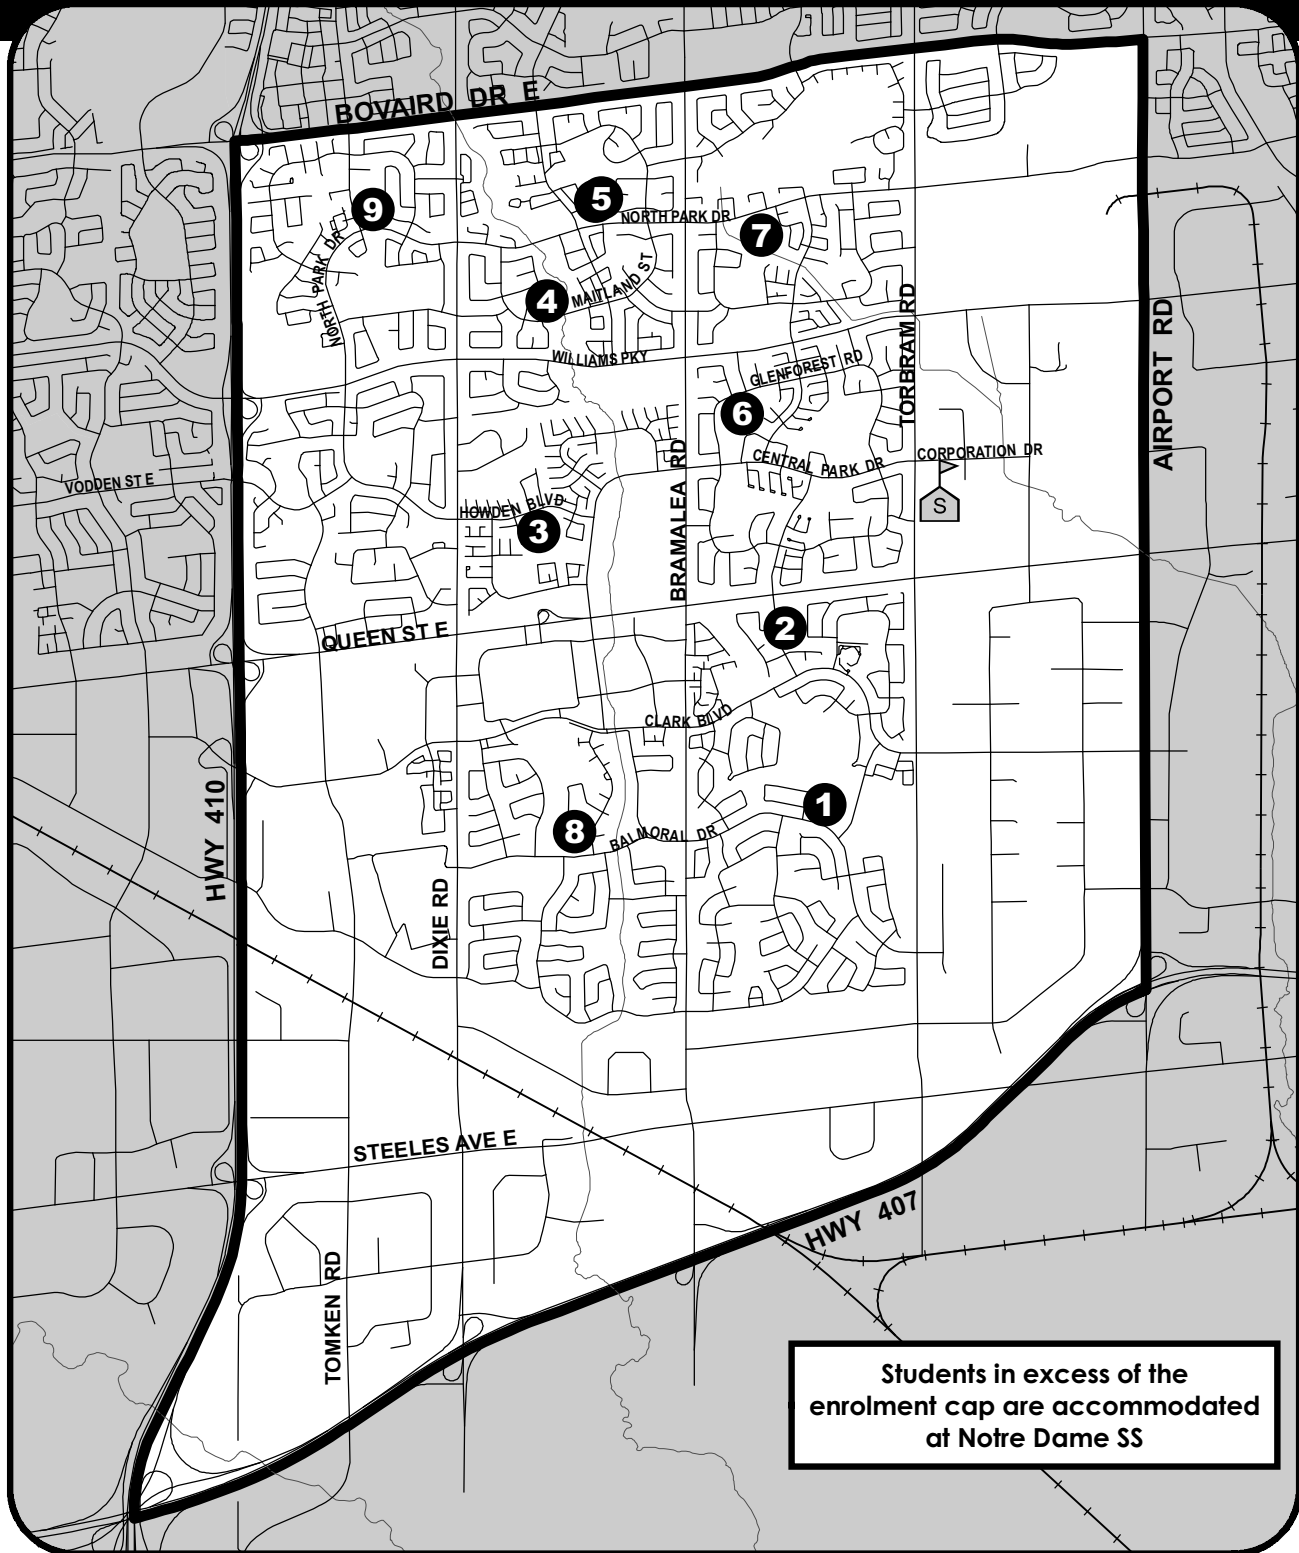 BOVAIRD DR E
9
5
NORTH PARK DR
7
NORTH PARK DR
4
MAITLAND ST
TORBRAM RD
AIRPORT RD
WILLIAMS PKY
GLENFOREST RD
6
BRAMALEA RD
CENTRAL PARK DR
CORPORATION DR
VODDEN ST E
S
HOWDEN BLVD
3
QUEEN ST E
2
CLARK BLVD
HWY 410
1
8
BALMORAL DR
DIXIE RD
STEELES AVE E
HWY 407
TOMKEN RD
Students in excess of the
enrolment cap are accommodated
at Notre Dame SS